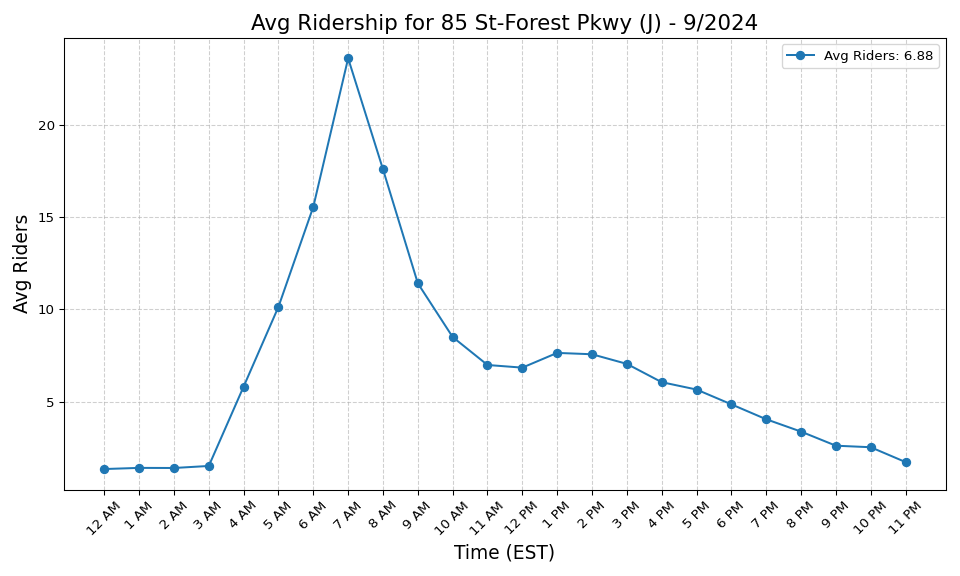 Avg Ridership for 85 St-Forest Pkwy (J) - 9/2024
Avg Riders: 6.88
Avg Riders
20
15
10
5
12 AM
1 AM
2 AM
3 AM
4 AM
5 AM
6 AM
7 AM
8 AM
9 AM
10 AM
11 AM
12 PM
1 PM
2 PM
3 PM
4 PM
5 PM
6 PM
7 PM
8 PM
9 PM
10 PM
11 PM
Time (EST)